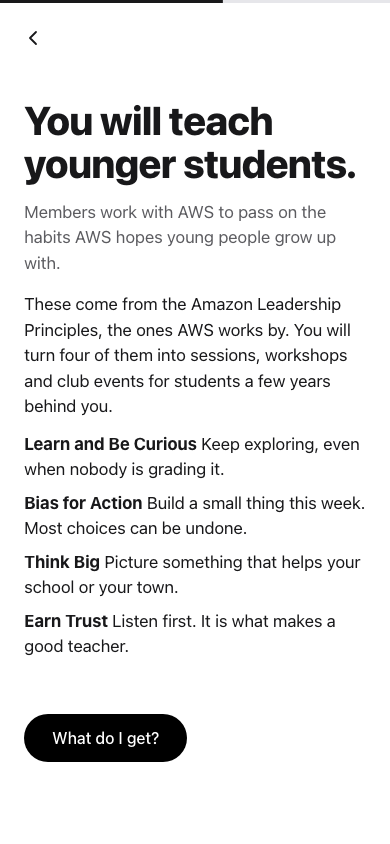 You will teach
younger students.
Members work with AWS to pass on the
habits AWS hopes young people grow up
with.
These come from the Amazon Leadership
Principles, the ones AWS works by. You will
turn four of them into sessions, workshops
and club events for students a few years
behind you.
Learn and Be Curious Keep exploring, even
when nobody is grading it.
Bias for Action Build a small thing this week.
Most choices can be undone.
Think Big Picture something that helps your
school or your town.
Earn Trust Listen first. It is what makes a
good teacher.
What do I get?